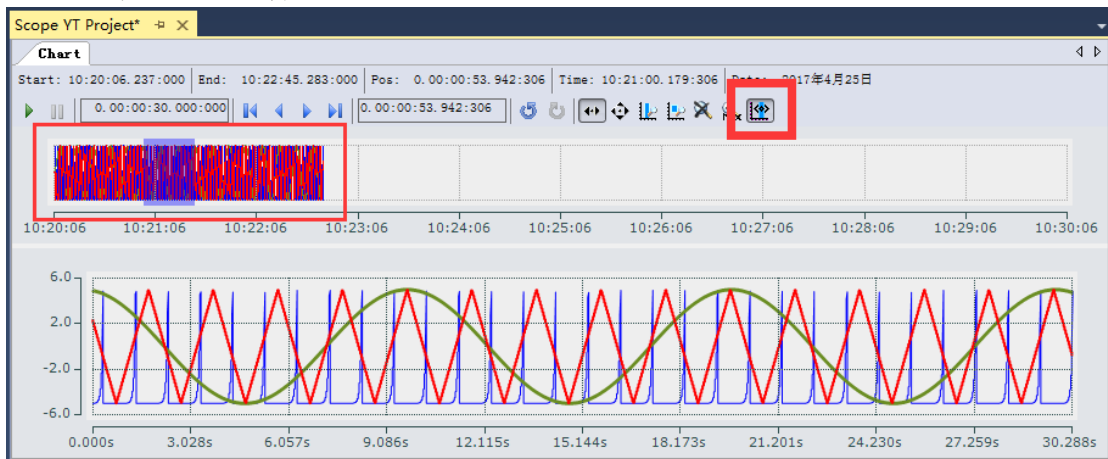 Scope YT Project*
Chart
Start: 10:20:06.237:000 End: 10:22:45.283:000 Pos: 0.00:00:53.942:306 Time: 10:21:00.179:306 2017年4月25日
0.00:00:30.000:000 0.00:00:53.942:306
10:20:06 10:21:06 10:22:06 10:23:06 10:24:06 10:25:06 10:26:06 10:27:06 10:28:06 10:29:06 10:30:06
6.0
2.0
-2.0
-6.0
0.000s 3.028s 6.057s 9.086s 12.115s 15.144s 18.173s 21.201s 24.230s 27.259s 30.288s